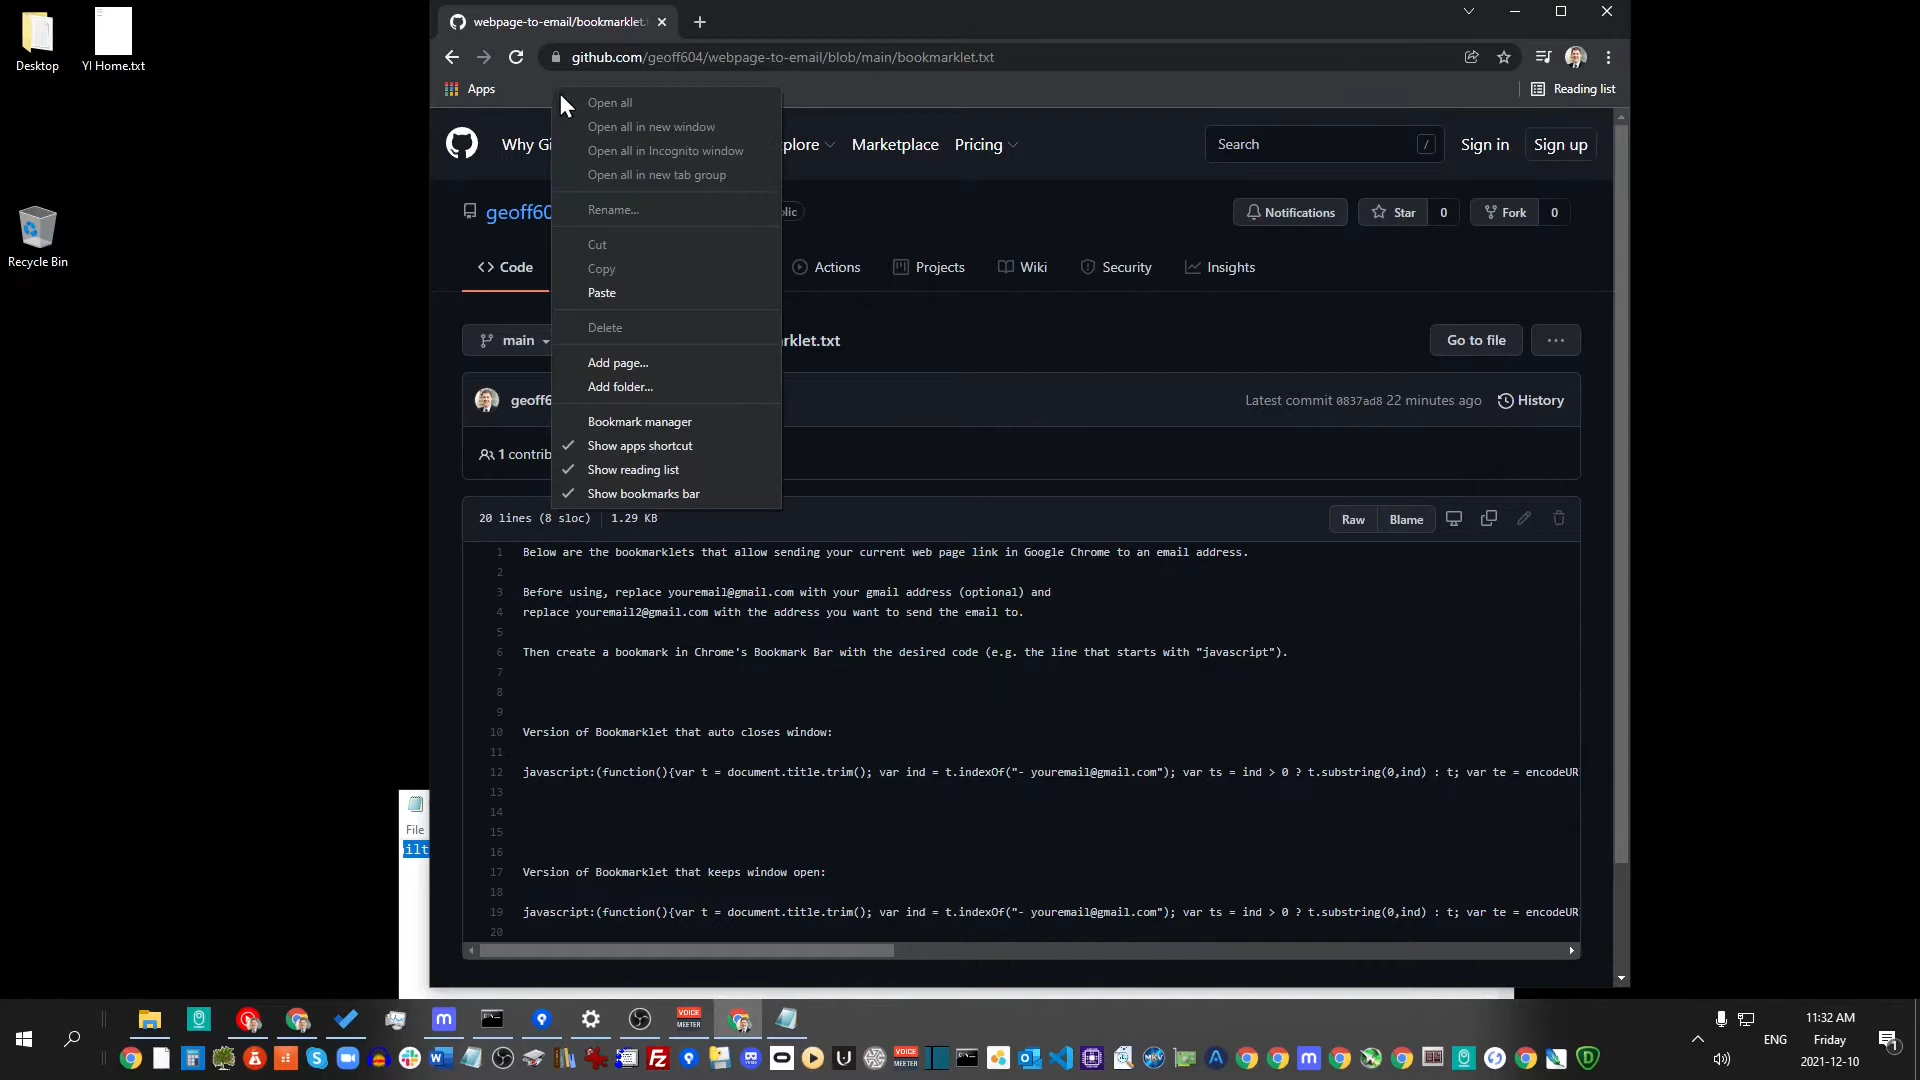 Desktop
YI Home.txt
Recycle Bin
webpage-to-email/bookmarklet.
github.com/geoff604/webpage-to-email/blob/main/bookmarklet.txt
Apps
Reading list
Open all
Open all in new window
Open all in Incognito window
Open all in new tab group
Rename...
Cut
Copy
Paste
Delete
Add page...
Add folder...
Bookmark manager
Show apps shortcut
Show reading list
Show bookmarks bar
Why Gi
plore
Marketplace
Pricing
Search
/
Sign in
Sign up
geoff60
lic
Notifications
Star
0
Fork
0
<> Code
Actions
Projects
Wiki
Security
Insights
main
rklet.txt
Go to file
...
geoff6
Latest commit 0837ad8 22 minutes ago
History
1 contrib
20 lines (8 sloc)
1.29 KB
Raw
Blame
1 Below are the bookmarklets that allow sending your current web page link in Google Chrome to an email address.
2
3 Before using, replace youremail@gmail.com with your gmail address (optional) and
4 replace youremail2@gmail.com with the address you want to send the email to.
5
6 Then create a bookmark in Chrome's Bookmark Bar with the desired code (e.g. the line that starts with "javascript").
7
8
9
10 Version of Bookmarklet that auto closes window:
11
12 javascript:(function(){var t = document.title.trim(); var ind = t.indexOf("- youremail@gmail.com"); var ts = ind > 0 ? t.substring(0,ind) : t; var te = encodeUR
13
14
15
16
17 Version of Bookmarklet that keeps window open:
18
19 javascript:(function(){var t = document.title.trim(); var ind = t.indexOf("- youremail@gmail.com"); var ts = ind > 0 ? t.substring(0,ind) : t; var te = encodeUR
20
File
ilt
VOICE
MEETER
ENG
11:32 AM
Friday
2021-12-10
1
VOICE
MEETER